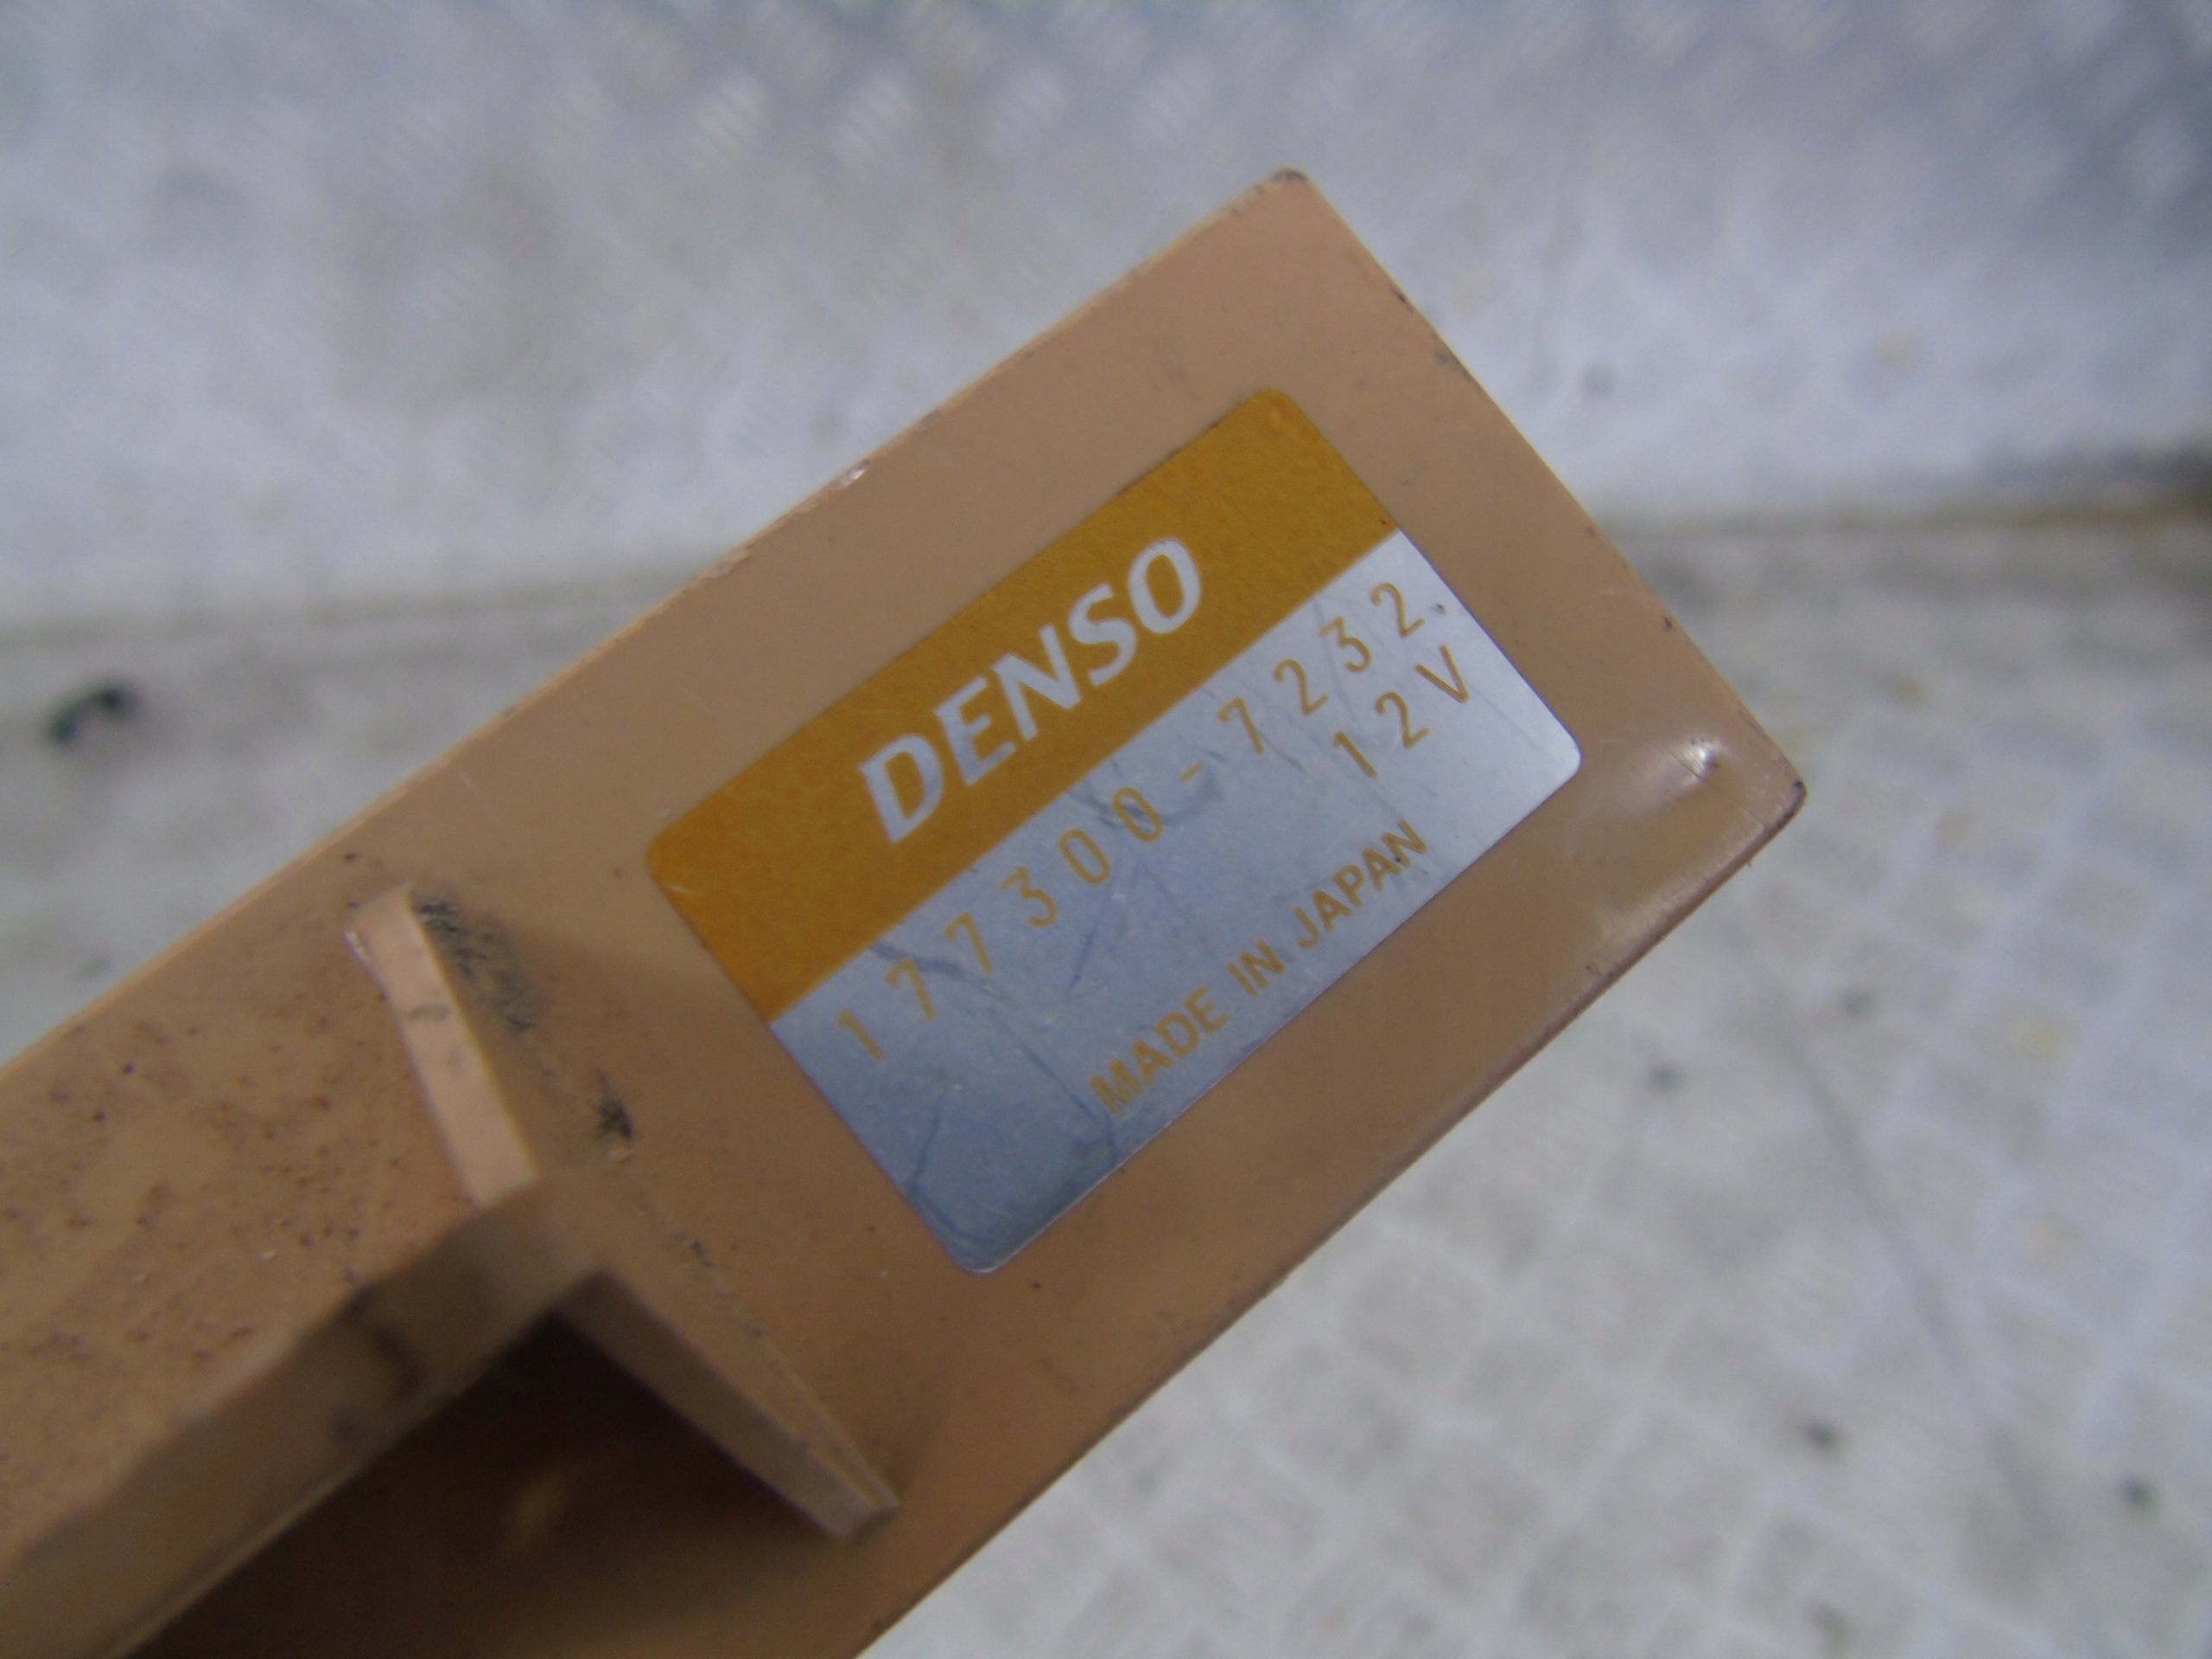 DENSO
177300-7232.
12V
MADE IN JAPAN